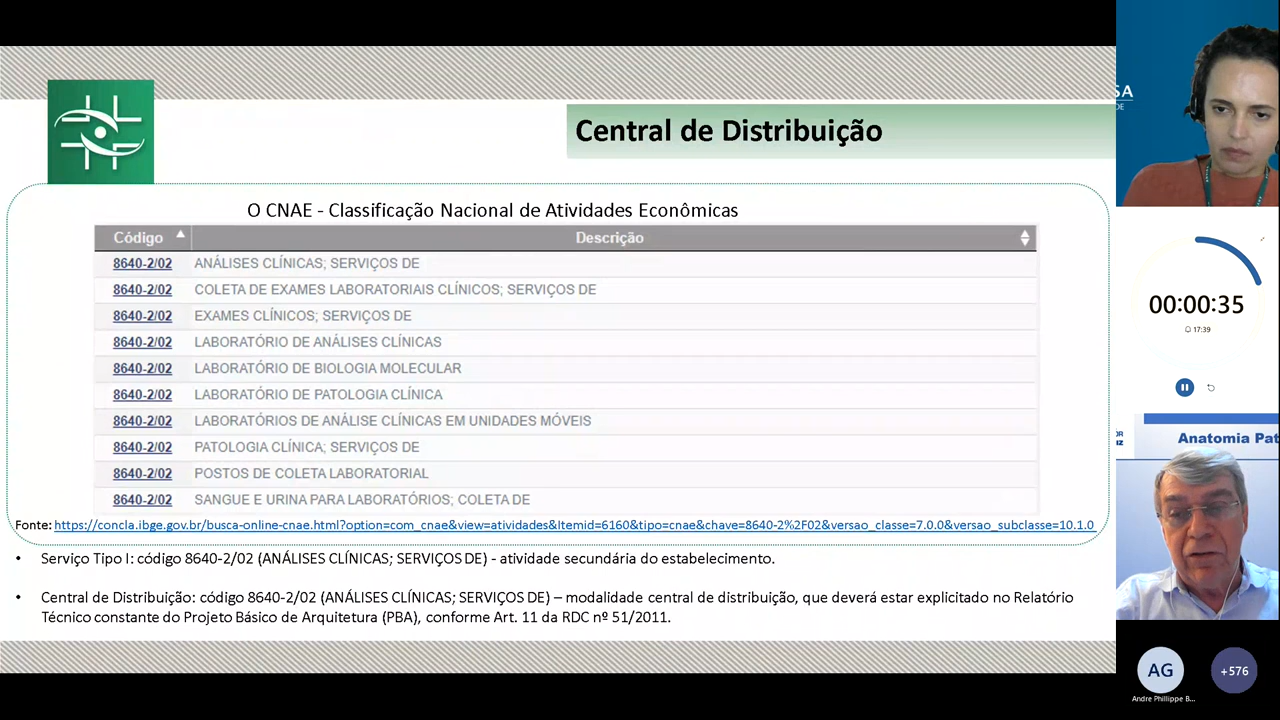 Central de Distribuição
O CNAE - Classificação Nacional de Atividades Econômicas
Código Descrição
8640-2/02 ANÁLISES CLÍNICAS; SERVIÇOS DE
8640-2/02 COLETA DE EXAMES LABORATORIAIS CLÍNICOS; SERVIÇOS DE
8640-2/02 EXAMES CLÍNICOS; SERVIÇOS DE
8640-2/02 LABORATÓRIO DE ANÁLISES CLÍNICAS
8640-2/02 LABORATÓRIO DE BIOLOGIA MOLECULAR
8640-2/02 LABORATÓRIO DE PATOLOGIA CLÍNICA
8640-2/02 LABORATÓRIOS DE ANÁLISE CLÍNICAS EM UNIDADES MÓVEIS
8640-2/02 PATOLOGIA CLÍNICA; SERVIÇOS DE
8640-2/02 POSTOS DE COLETA LABORATORIAL
8640-2/02 SANGUE E URINA PARA LABORATÓRIOS; COLETA DE
Fonte: https://concla.ibge.gov.br/busca-online-cnae.html?option=com_cnae&view=atividades&Itemid=6160&tipo=cnae&chave=8640-2%2F02&versao_classe=7.0.0&versao_subclasse=10.1.0
• Serviço Tipo I: código 8640-2/02 (ANÁLISES CLÍNICAS; SERVIÇOS DE) - atividade secundária do estabelecimento.
• Central de Distribuição: código 8640-2/02 (ANÁLISES CLÍNICAS; SERVIÇOS DE) – modalidade central de distribuição, que deverá estar explicitado no Relatório
Técnico constante do Projeto Básico de Arquitetura (PBA), conforme Art. 11 da RDC nº 51/2011.
SA
DE
00:00:35
17:39
ÔR
UZ
Anatomia Pat
AG
+576
Andre Phillippe B...